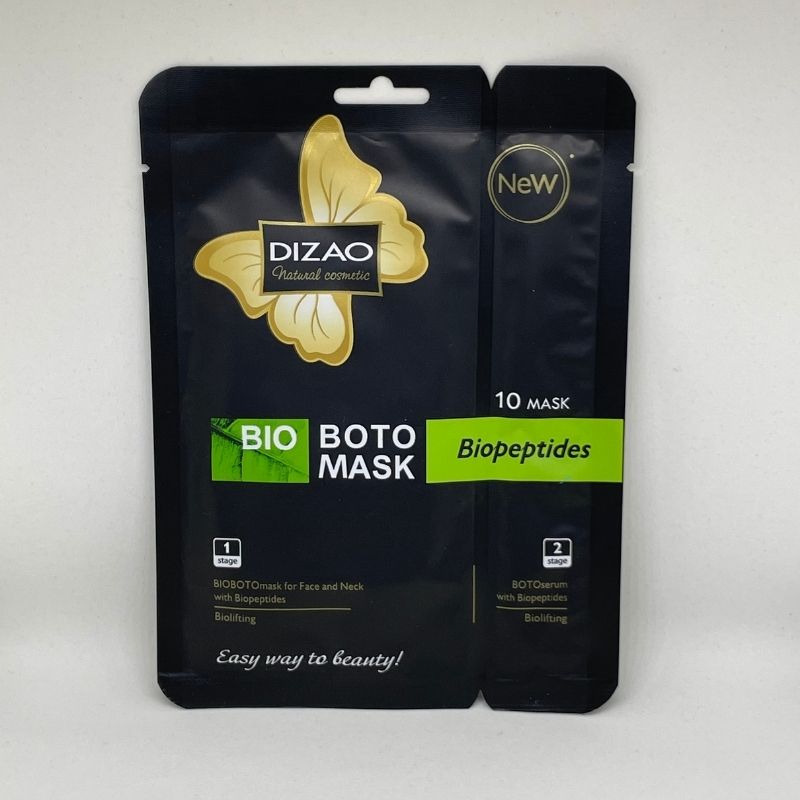 NeW
DIZAO
Natural cosmetic
10 MASK
BIO BOTO MASK
Biopeptides
1 stage
BIOBOTOmask for Face and Neck
with Biopeptides
Biolifting
2 stage
BOTOserum
with Biopeptides
Biolifting
Easy way to beauty!